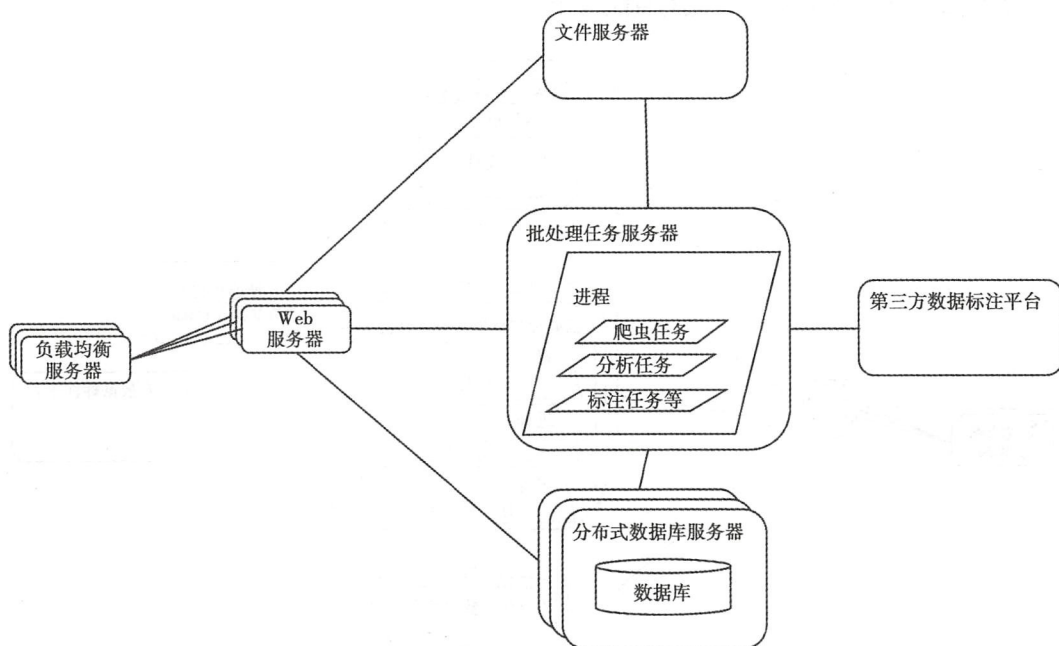 文件服务器
批处理任务服务器
进程
爬虫任务
分析任务
标注任务等
第三方数据标注平台
Web
服务器
负载均衡
服务器
分布式数据库服务器
数据库